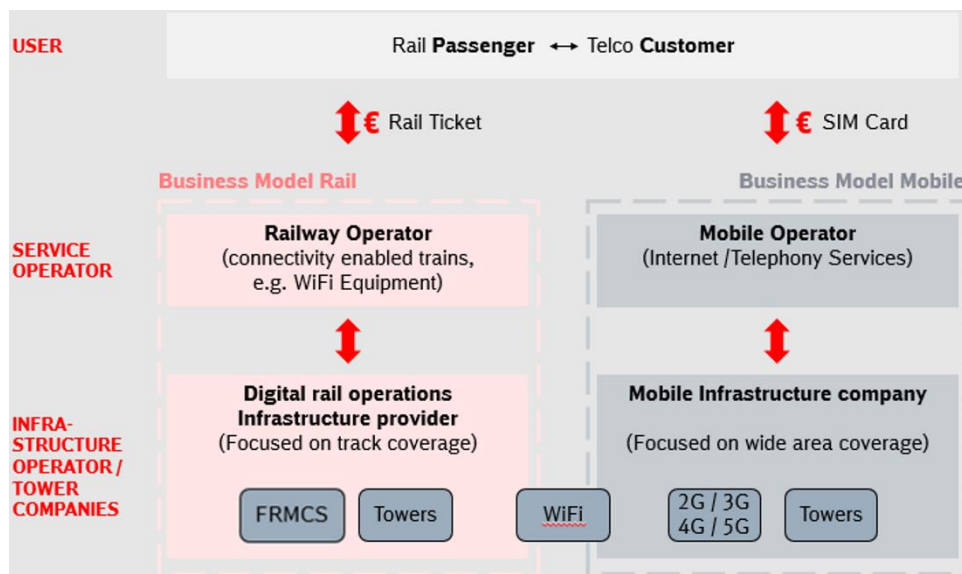 USER
Rail Passenger ↔ Telco Customer
€ Rail Ticket
€ SIM Card
Business Model Rail
Business Model Mobile
SERVICE
OPERATOR
Railway Operator
(connectivity enabled trains,
e.g. WiFi Equipment)
Mobile Operator
(Internet /Telephony Services)
INFRA-
STRUCTURE
OPERATOR /
TOWER
COMPANIES
Digital rail operations
Infrastructure provider
(Focused on track coverage)
Mobile Infrastructure company
(Focused on wide area coverage)
FRMCS
Towers
WiFi
2G / 3G
4G / 5G
Towers